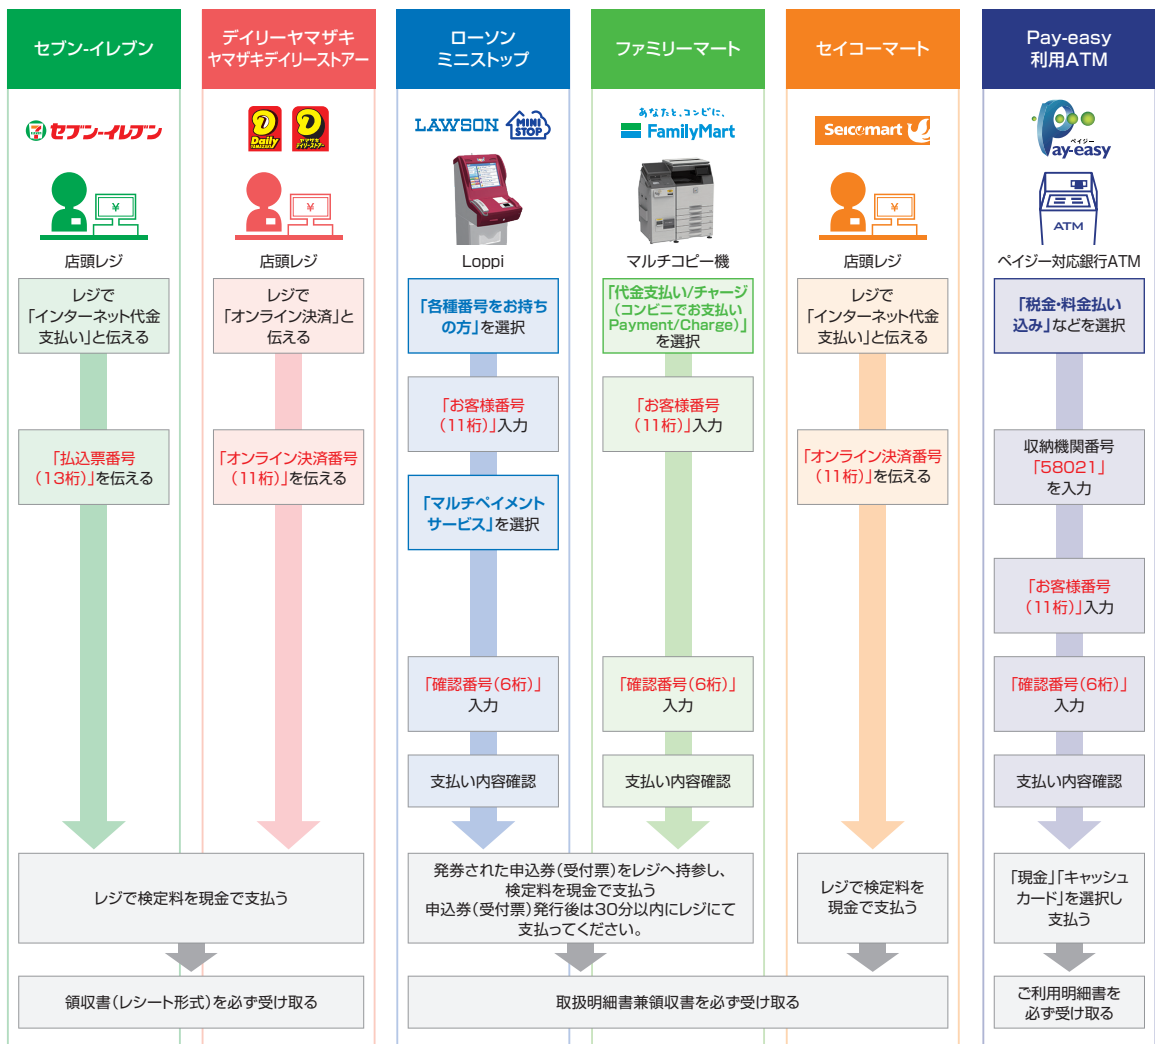 セブン-イレブン
デイリーヤマザキ
ヤマザキデイリーストアー
ローソン
ミニストップ
ファミリーマート
セイコーマート
Pay-easy
利用ATM
セブン-イレブン
Daily
YAMAZAKI
ヤマザキ
デイリーストアー
LAWSON
MINI
STOP
あなたと、コンビに、
FamilyMart
Seicomart
ペイジー
Pay-easy
¥
¥
¥
ATM
店頭レジ
店頭レジ
Loppi
マルチコピー機
店頭レジ
ペイジー対応銀行ATM
レジで
「インターネット代金
支払い」と伝える
レジで
「オンライン決済」と
伝える
「各種番号をお持ち
の方」を選択
「代金支払い/チャージ
(コンビニでお支払い
Payment/Charge)」
を選択
レジで
「インターネット代金
支払い」と伝える
「税金・料金払い
込み」などを選択
「お客様番号
(11桁)」入力
「お客様番号
(11桁)」入力
「払込票番号
(13桁)」を伝える
「オンライン決済番号
(11桁)」を伝える
「マルチペイメント
サービス」を選択
「オンライン決済番号
(11桁)」を伝える
収納機関番号
「58021」
を入力
「お客様番号
(11桁)」入力
「確認番号(6桁)」
入力
「確認番号(6桁)」
入力
「確認番号(6桁)」
入力
支払い内容確認
支払い内容確認
支払い内容確認
レジで検定料を現金で支払う
発券された申込券(受付票)をレジへ持参し、
検定料を現金で支払う
申込券(受付票)発行後は30分以内にレジにて
支払ってください。
レジで検定料を
現金で支払う
「現金」「キャッシュ
カード」を選択し
支払う
領収書(レシート形式)を必ず受け取る
取扱明細書兼領収書を必ず受け取る
ご利用明細書を
必ず受け取る